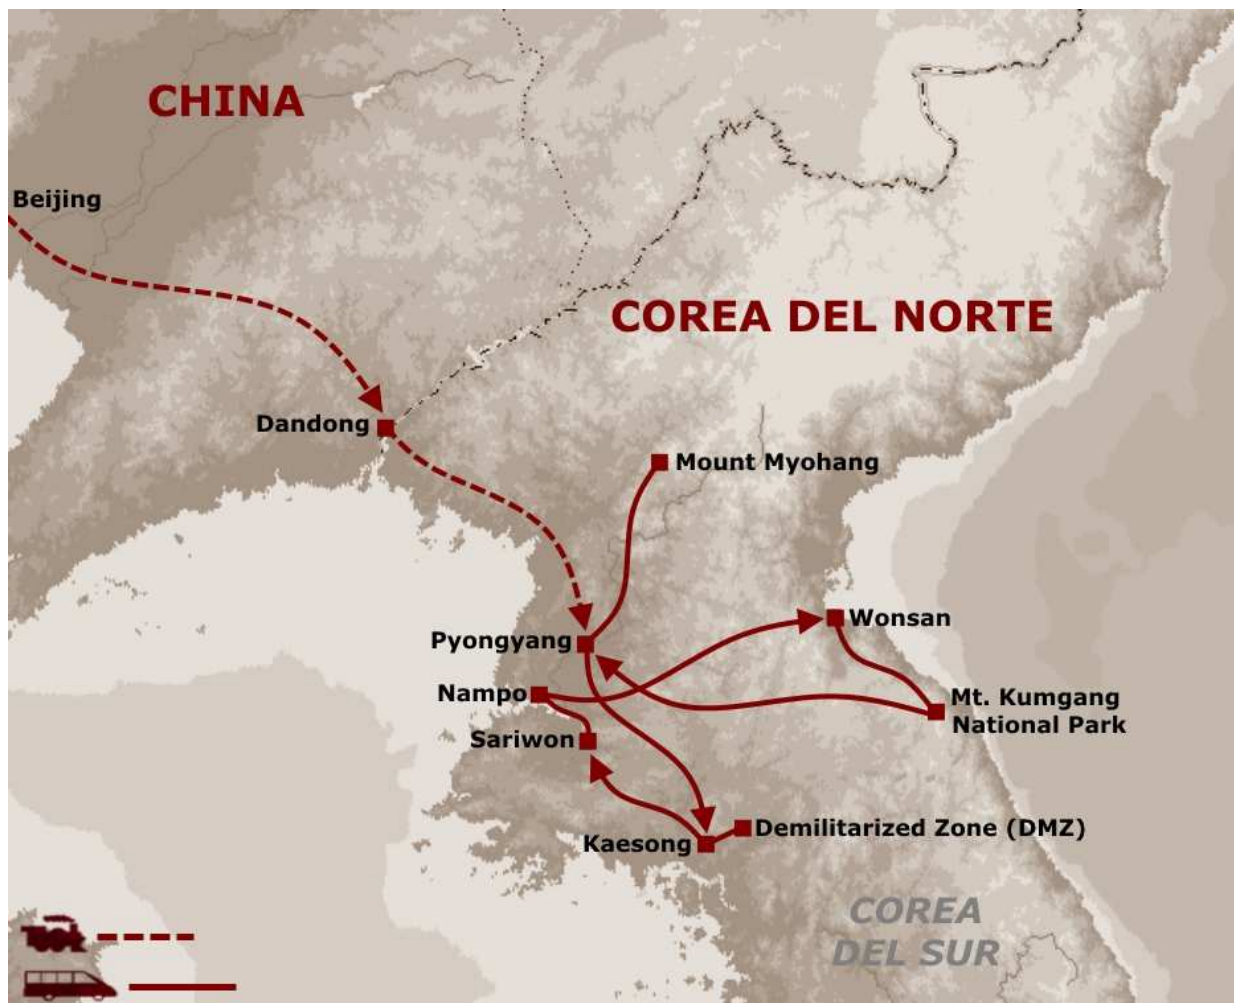 CHINA
Beijing
COREA DEL NORTE
Dandong
Mount Myohang
Wonsan
Pyongyang
Nampo
Mt. Kumgang
National Park
Sariwon
Demilitarized Zone (DMZ)
Kaesong
COREA
DEL SUR